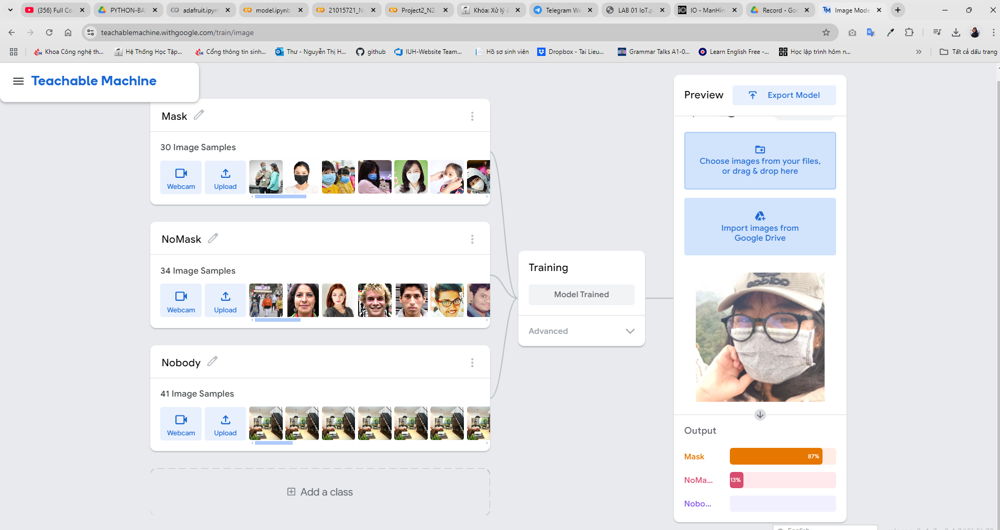 (356) Full Co
PYTHON-BA
adafruit.ipyn
model.ipynb
21015721_N
Project2_N2.
Khóa: Xử lý ả
Telegram We
LAB 01 IoT.p
IO - ManHin
Record - Goo
Image Mode
teachablemachine.withgoogle.com/train/image
Khoa Công nghệ th...
Hệ Thống Học Tập...
Cổng thông tin sinh...
Thư - Nguyễn Thị H...
github
IUH-Website Team...
Hồ sơ sinh viên
Dropbox - Tai Lieu...
Grammar Talks A1-0...
Learn English Free -...
Học lập trình hôm n...
Tất cả dấu trang
Teachable Machine
Mask
30 Image Samples
Webcam
Upload
NoMask
34 Image Samples
Webcam
Upload
Nobody
41 Image Samples
Webcam
Upload
Add a class
Training
Model Trained
Advanced
Preview
Export Model
Choose images from your files,
or drag & drop here
Import images from
Google Drive
adidas
Output
Mask
87%
NoMa...
13%
Nobo...
English